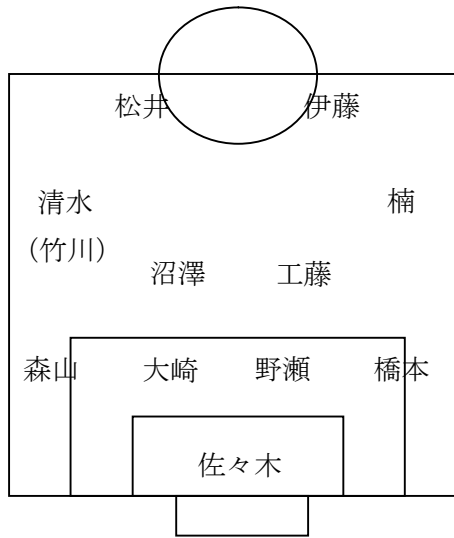 松井 伊藤
清水 楠
（竹川）
沼澤 工藤
森山 大崎 野瀬 橋本
佐々木